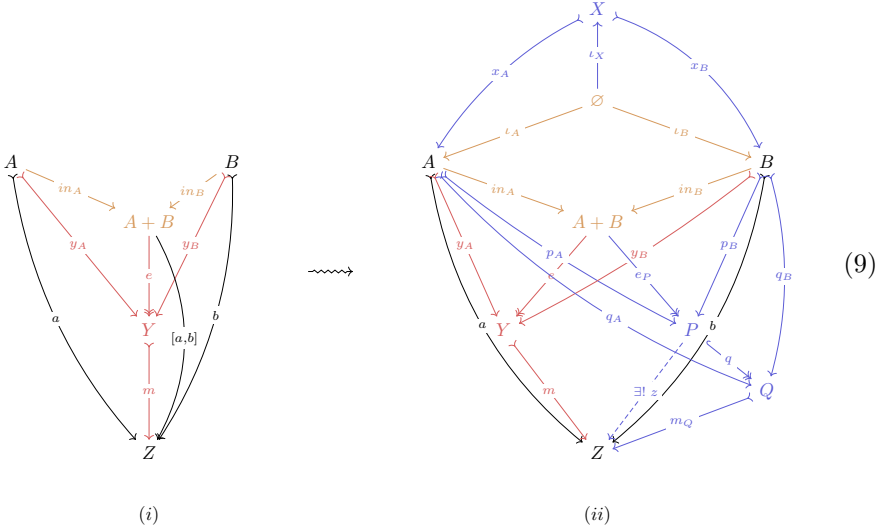 X
x_A
ι_X
x_B
∅
ι_A
ι_B
A
B
A
B
in_A
in_B
in_A
in_B
A + B
A + B
y_A
y_B
y_A
p_A
y_B
p_B
e
e
e_P
q_B
(9)
a
Y
b
[a,b]
a
Y
q_A
P
b
q
m
m
∃! z
Q
m_Q
Z
Z
(i)
(ii)